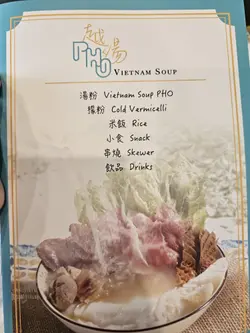 越湯
PHO VIETNAM SOUP
湯粉 Vietnam Soup PHO
檬粉 Cold Vermicelli
米飯 Rice
小食 Snack
串燒 Skewer
飲品 Drinks